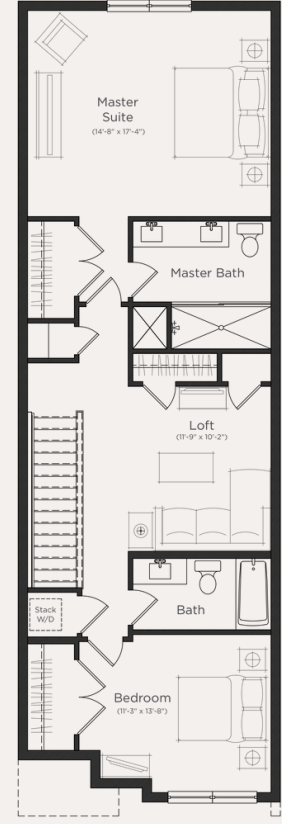 Master
Suite
(14'-8" x 17'-4")
Master Bath
Loft
(11'-9" x 10'-2")
Stack
W/D
Bath
Bedroom
(11'-3" x 13'-8")